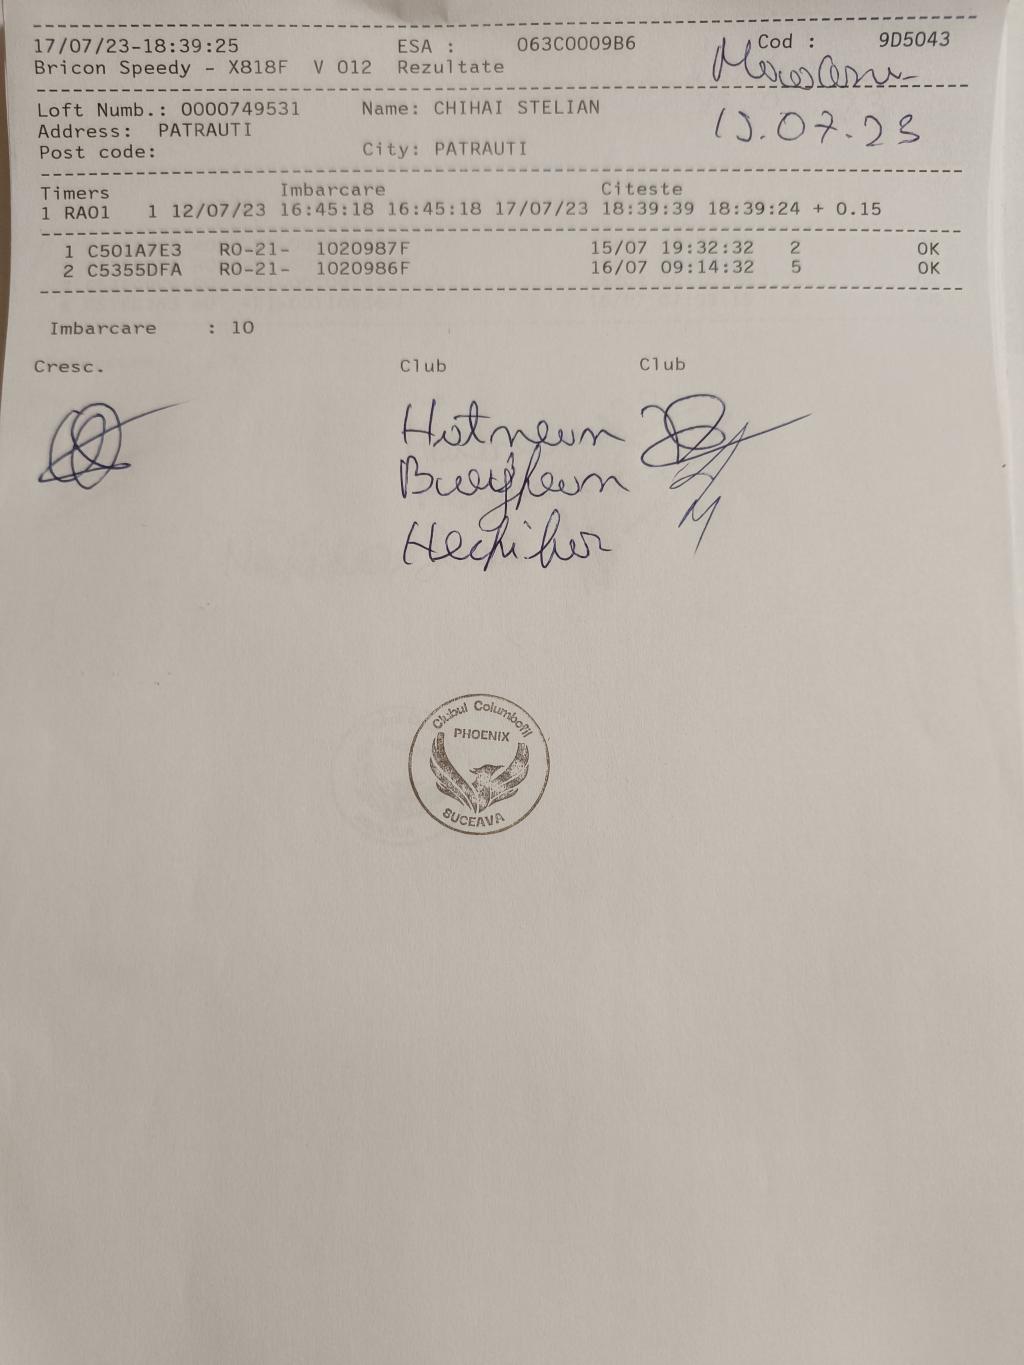 17/07/23-18:39:25 ESA : 063C0009B6 Cod : 9D5043
Bricon Speedy - X818F V 012 Rezultate
Loft Numb.: 0000749531 Name: CHIHAI STELIAN
Address: PATRAUTI
15.07.23
Post code: City: PATRAUTI
Timers Imbarcare Citeste
1 RA01 1 12/07/23 16:45:18 16:45:18 17/07/23 18:39:39 18:39:24 + 0.15
1 C501A7E3 RO-21- 1020987F 15/07 19:32:32 2 OK
2 C5355DFA RO-21- 1020986F 16/07 09:14:32 5 OK
Imbarcare : 10
Cresc. Club Club
Clubul Columbofil
PHOENIX
SUCEAVA